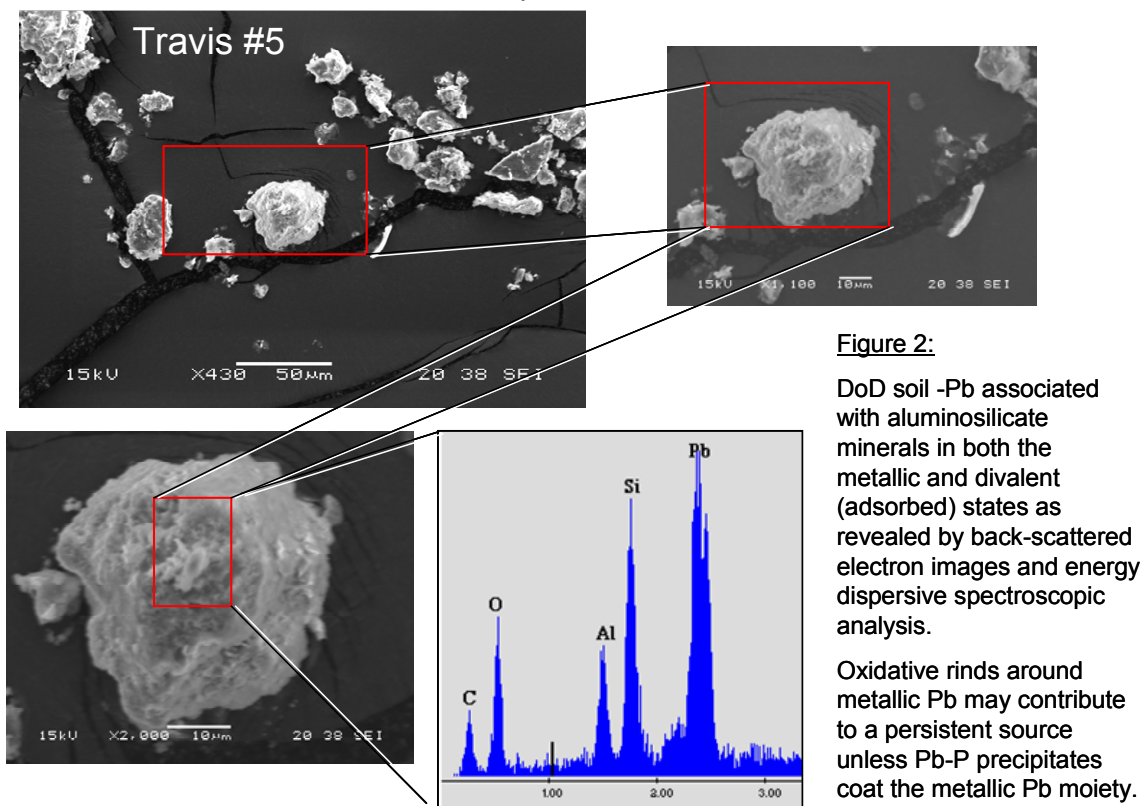 Travis #5
15kV X430 50µm 20 38 SEI
15kV X1,100 10µm 20 38 SEI
Figure 2:
DoD soil -Pb associated
with aluminosilicate
minerals in both the
metallic and divalent
(adsorbed) states as
revealed by back-scattered
electron images and energy
dispersive spectroscopic
analysis.
Oxidative rinds around
metallic Pb may contribute
to a persistent source
unless Pb-P precipitates
coat the metallic Pb moiety.
15kV X2,000 10µm 20 38 SEI
C
O
Al
Si
Pb
1.00 2.00 3.00